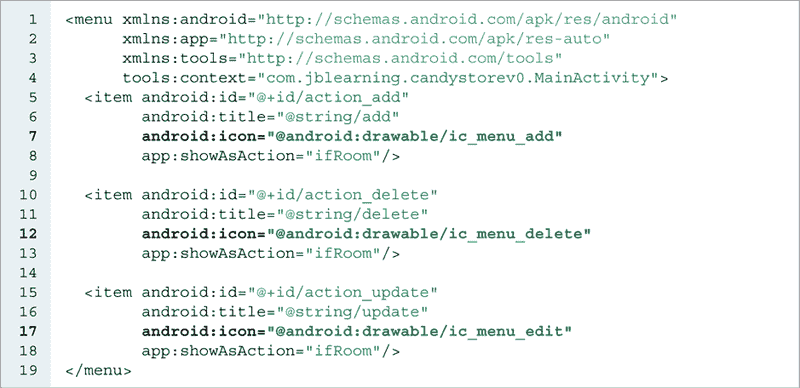 1 <menu xmlns:android="http://schemas.android.com/apk/res/android"
2 xmlns:app="http://schemas.android.com/apk/res-auto"
3 xmlns:tools="http://schemas.android.com/tools"
4 tools:context="com.jblearning.candystorev0.MainActivity">
5 <item android:id="@+id/action_add"
6 android:title="@string/add"
7 android:icon="@android:drawable/ic_menu_add"
8 app:showAsAction="ifRoom"/>
9
10 <item android:id="@+id/action_delete"
11 android:title="@string/delete"
12 android:icon="@android:drawable/ic_menu_delete"
13 app:showAsAction="ifRoom"/>
14
15 <item android:id="@+id/action_update"
16 android:title="@string/update"
17 android:icon="@android:drawable/ic_menu_edit"
18 app:showAsAction="ifRoom"/>
19 </menu>